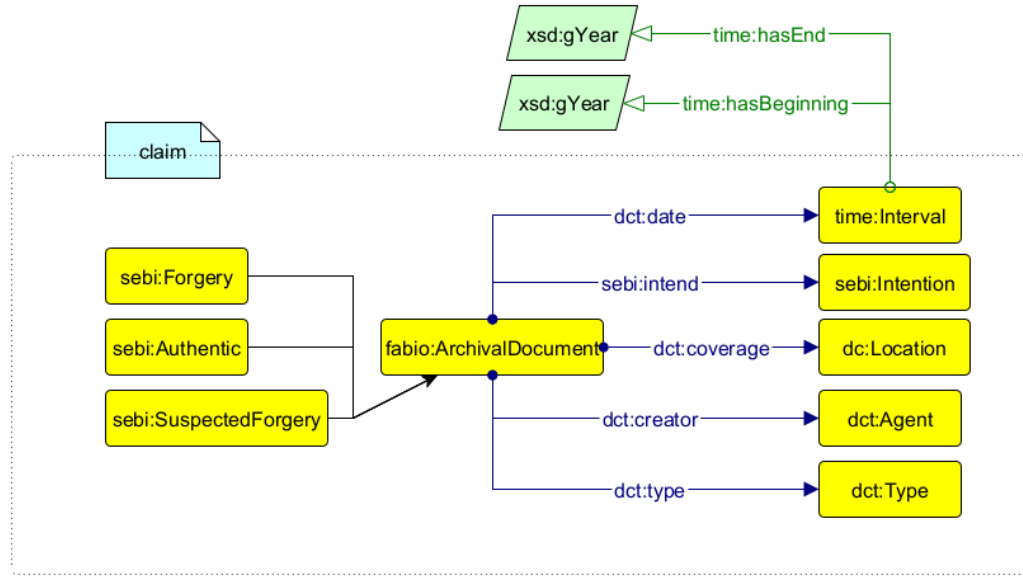 xsd:gYear
time:hasEnd
xsd:gYear
time:hasBeginning
claim
dct:date
time:Interval
sebi:Forgery
sebi:intend
sebi:Intention
sebi:Authentic
fabio:ArchivalDocument
dct:coverage
dc:Location
sebi:SuspectedForgery
dct:creator
dct:Agent
dct:type
dct:Type